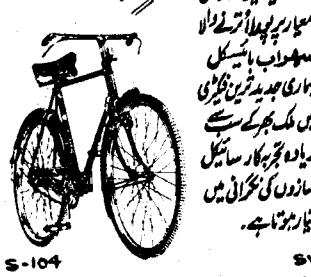 معیار پر پورا اترنے والا
سہراب بائیسکل
ہماری جدید ترین فیکٹری
میں ملک بھر کے سب سے
زیادہ تجربہ کار سائیکل
سازوں کی نگرانی میں
تیار ہوتا ہے۔
S-104